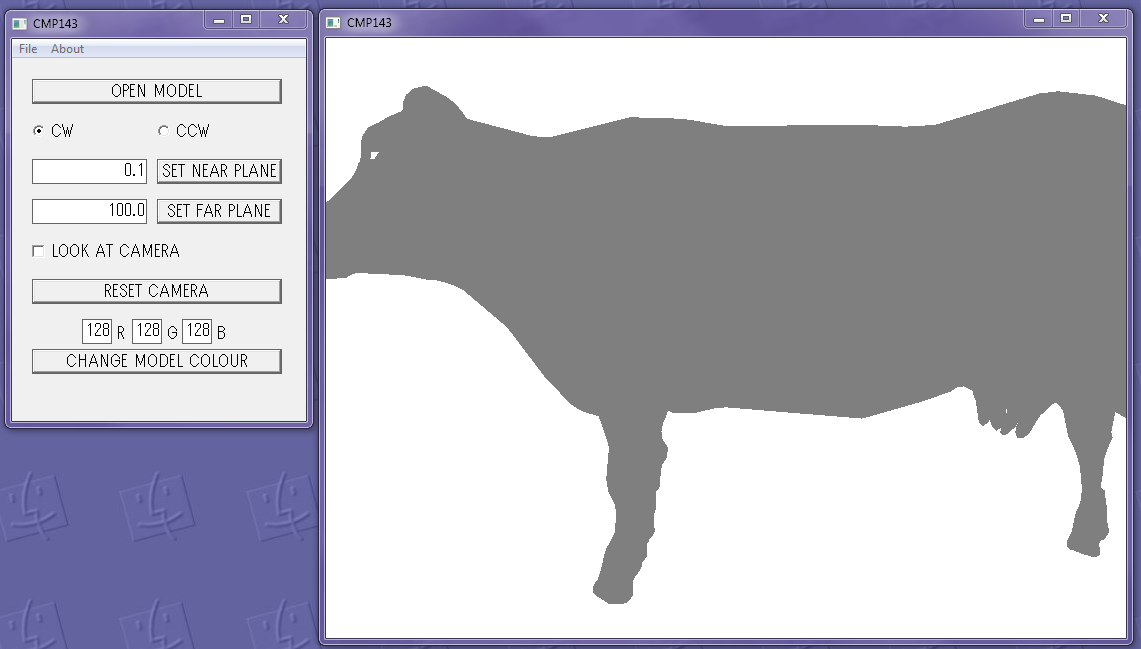 CMP143
File About
OPEN MODEL
CW CCW
0.1 SET NEAR PLANE
100.0 SET FAR PLANE
LOOK AT CAMERA
RESET CAMERA
128 R 128 G 128 B
CHANGE MODEL COLOUR
CMP143